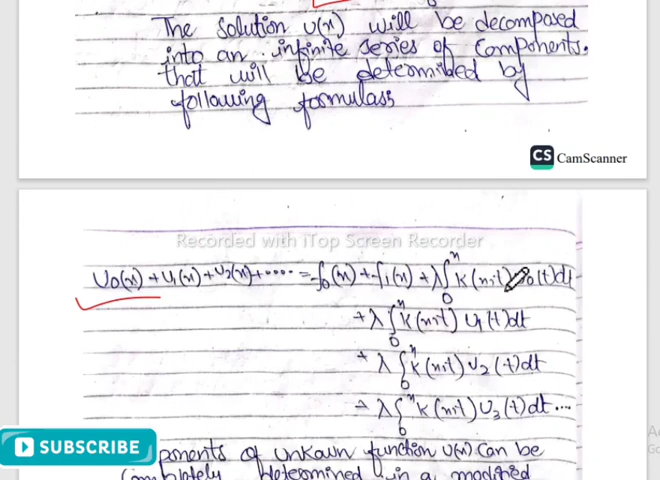 The Solution U(x) will be decomposed
into an infinite series of Components.
that will be determined by
following formulass
CS CamScanner
Recorded with iTop Screen Recorder
U0(x) + U1(x) + U2(x) + .... = f0(x) + f1(x) + λ∫₀ˣ K(x,t) U0(t)dt
+ λ∫₀ˣ K(x,t) U1(t)dt
+ λ∫₀ˣ K(x,t) U2(t)dt
+ λ∫₀ˣ K(x,t) U3(t)dt...
SUBSCRIBE
ponents of Unkown function U(x) Can be
Completely determined in a modified